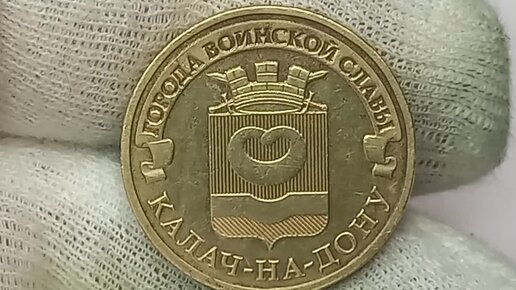 ГОРОДА ВОИНСКОЙ СЛАВЫ
КАЛАЧ-НА-ДОНУ